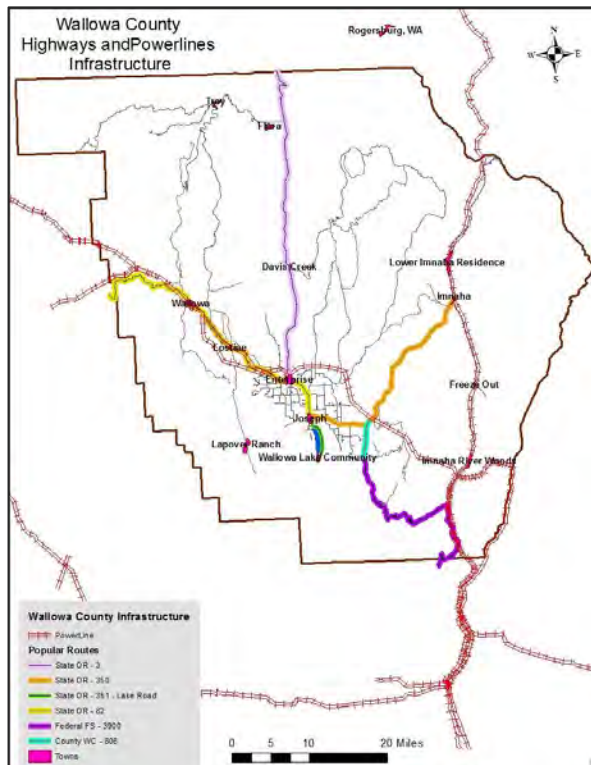 Wallowa County
Highways andPowerlines
Infrastructure
Rogersburg, WA
N
W
E
S
Troy
Flora
Davis Creek
Lower Imnaha Residence
Imnaha
Wallowa
Lostine
Enterprise
Freeze Out
Joseph
Lapover Ranch
Wallowa Lake Community
Imnaha River Woods
Wallowa County Infrastructure
PowerLine
Popular Routes
State OR - 3
State OR - 350
State OR - 351 - Lake Road
State OR - 82
Federal FS - 3900
County WC - 808
Towns
0 5 10 20 Miles